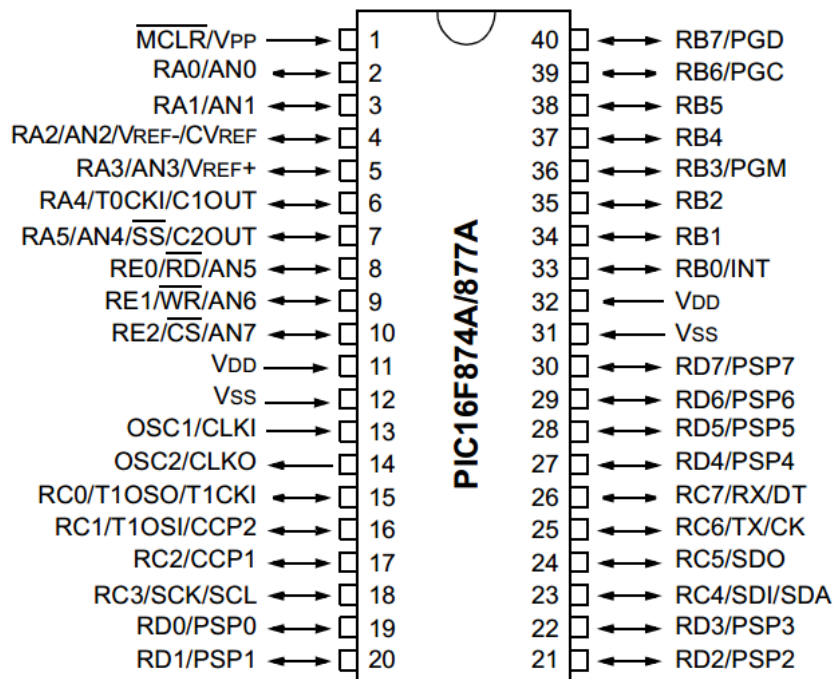 MCLR/VPP 1 40 RB7/PGD
RA0/AN0 2 39 RB6/PGC
RA1/AN1 3 38 RB5
RA2/AN2/VREF-/CVREF 4 37 RB4
RA3/AN3/VREF+ 5 36 RB3/PGM
RA4/T0CKI/C1OUT 6 35 RB2
RA5/AN4/SS/C2OUT 7 34 RB1
RE0/RD/AN5 8 33 RB0/INT
RE1/WR/AN6 9 32 VDD
RE2/CS/AN7 10 31 VSS
VDD 11 30 RD7/PSP7
VSS 12 29 RD6/PSP6
OSC1/CLKI 13 28 RD5/PSP5
OSC2/CLKO 14 27 RD4/PSP4
RC0/T1OSO/T1CKI 15 26 RC7/RX/DT
RC1/T1OSI/CCP2 16 25 RC6/TX/CK
RC2/CCP1 17 24 RC5/SDO
RC3/SCK/SCL 18 23 RC4/SDI/SDA
RD0/PSP0 19 22 RD3/PSP3
RD1/PSP1 20 21 RD2/PSP2
PIC16F874A/877A